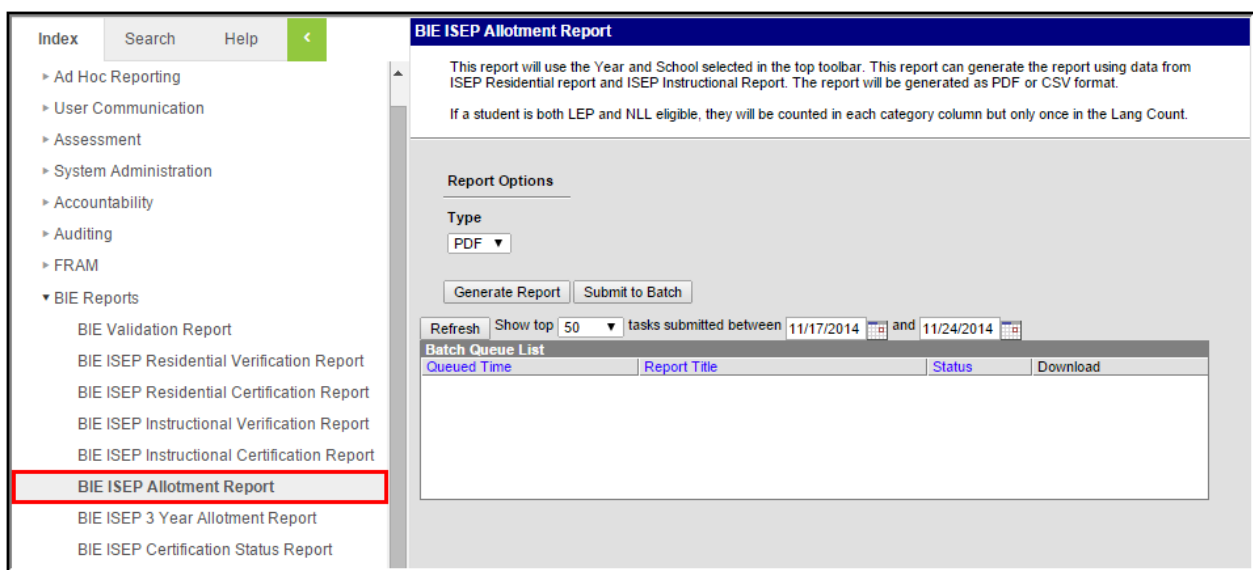 Index Search Help <
Ad Hoc Reporting
User Communication
Assessment
System Administration
Accountability
Auditing
FRAM
BIE Reports
BIE Validation Report
BIE ISEP Residential Verification Report
BIE ISEP Residential Certification Report
BIE ISEP Instructional Verification Report
BIE ISEP Instructional Certification Report
BIE ISEP Allotment Report
BIE ISEP 3 Year Allotment Report
BIE ISEP Certification Status Report
BIE ISEP Allotment Report
This report will use the Year and School selected in the top toolbar. This report can generate the report using data from
ISEP Residential report and ISEP Instructional Report. The report will be generated as PDF or CSV format.
If a student is both LEP and NLL eligible, they will be counted in each category column but only once in the Lang Count.
Report Options
Type
PDF
Generate Report Submit to Batch
Refresh Show top 50 tasks submitted between 11/17/2014 and 11/24/2014
Batch Queue List
Queued Time Report Title Status Download